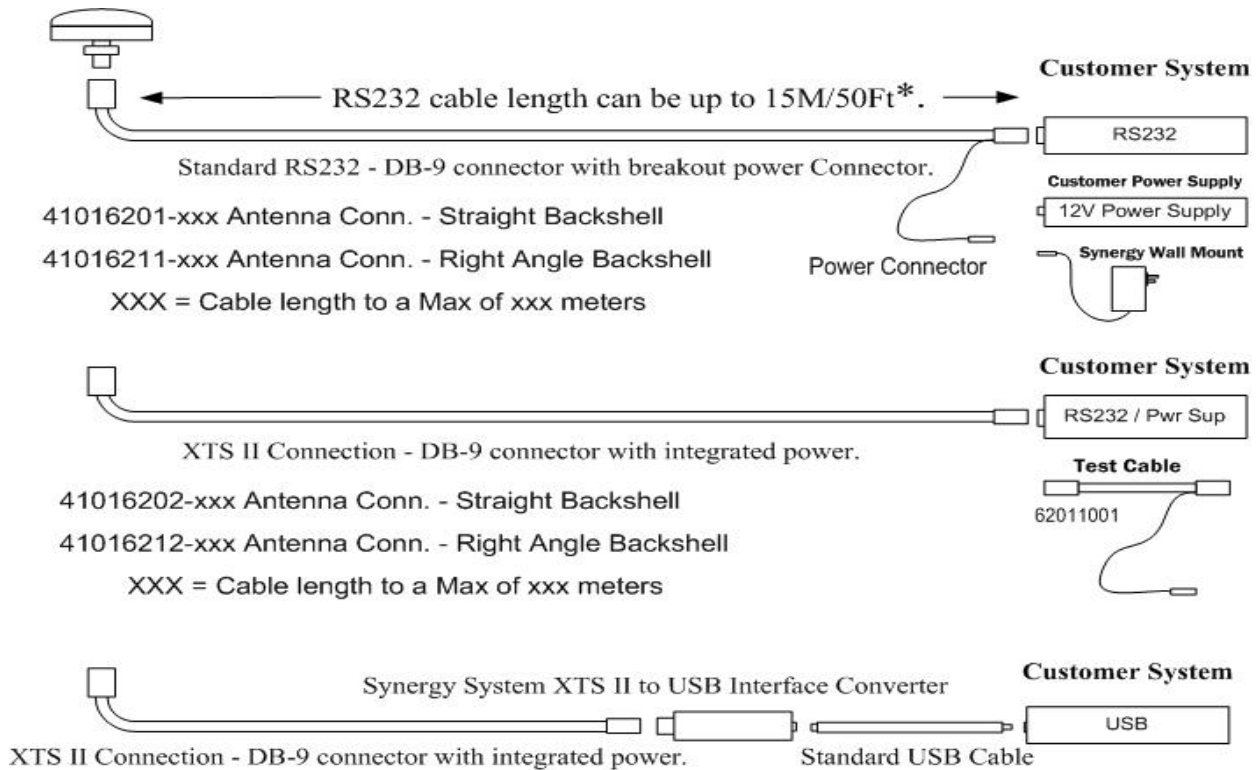 Customer System
RS232 cable length can be up to 15M/50Ft*.
RS232
Standard RS232 - DB-9 connector with breakout power Connector.
Customer Power Supply
12V Power Supply
41016201-xxx Antenna Conn. - Straight Backshell
41016211-xxx Antenna Conn. - Right Angle Backshell
Power Connector
Synergy Wall Mount
XXX = Cable length to a Max of xxx meters
Customer System
RS232 / Pwr Sup
XTS II Connection - DB-9 connector with integrated power.
Test Cable
62011001
41016202-xxx Antenna Conn. - Straight Backshell
41016212-xxx Antenna Conn. - Right Angle Backshell
XXX = Cable length to a Max of xxx meters
Customer System
Synergy System XTS II to USB Interface Converter
USB
XTS II Connection - DB-9 connector with integrated power.
Standard USB Cable